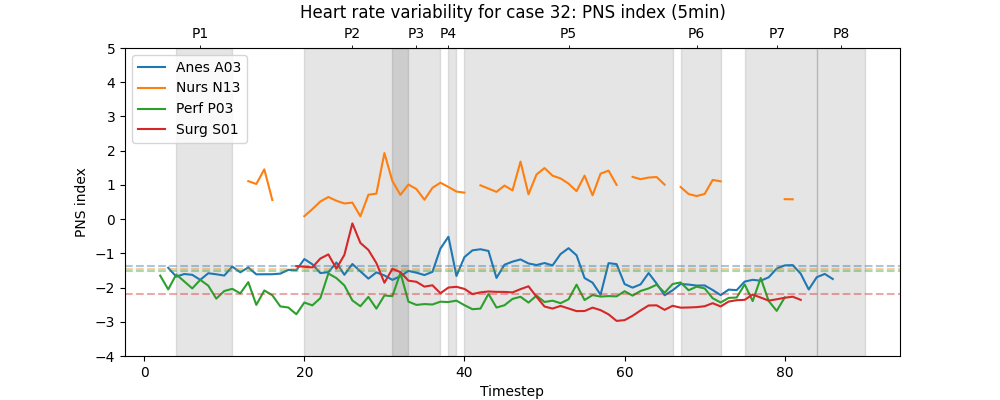 Heart rate variability for case 32: PNS index (5min)
P1 P2 P3 P4 P5 P6 P7 P8
5
4
3
2
1
0
−1
−2
−3
−4
PNS index
Anes A03
Nurs N13
Perf P03
Surg S01
0 20 40 60 80
Timestep